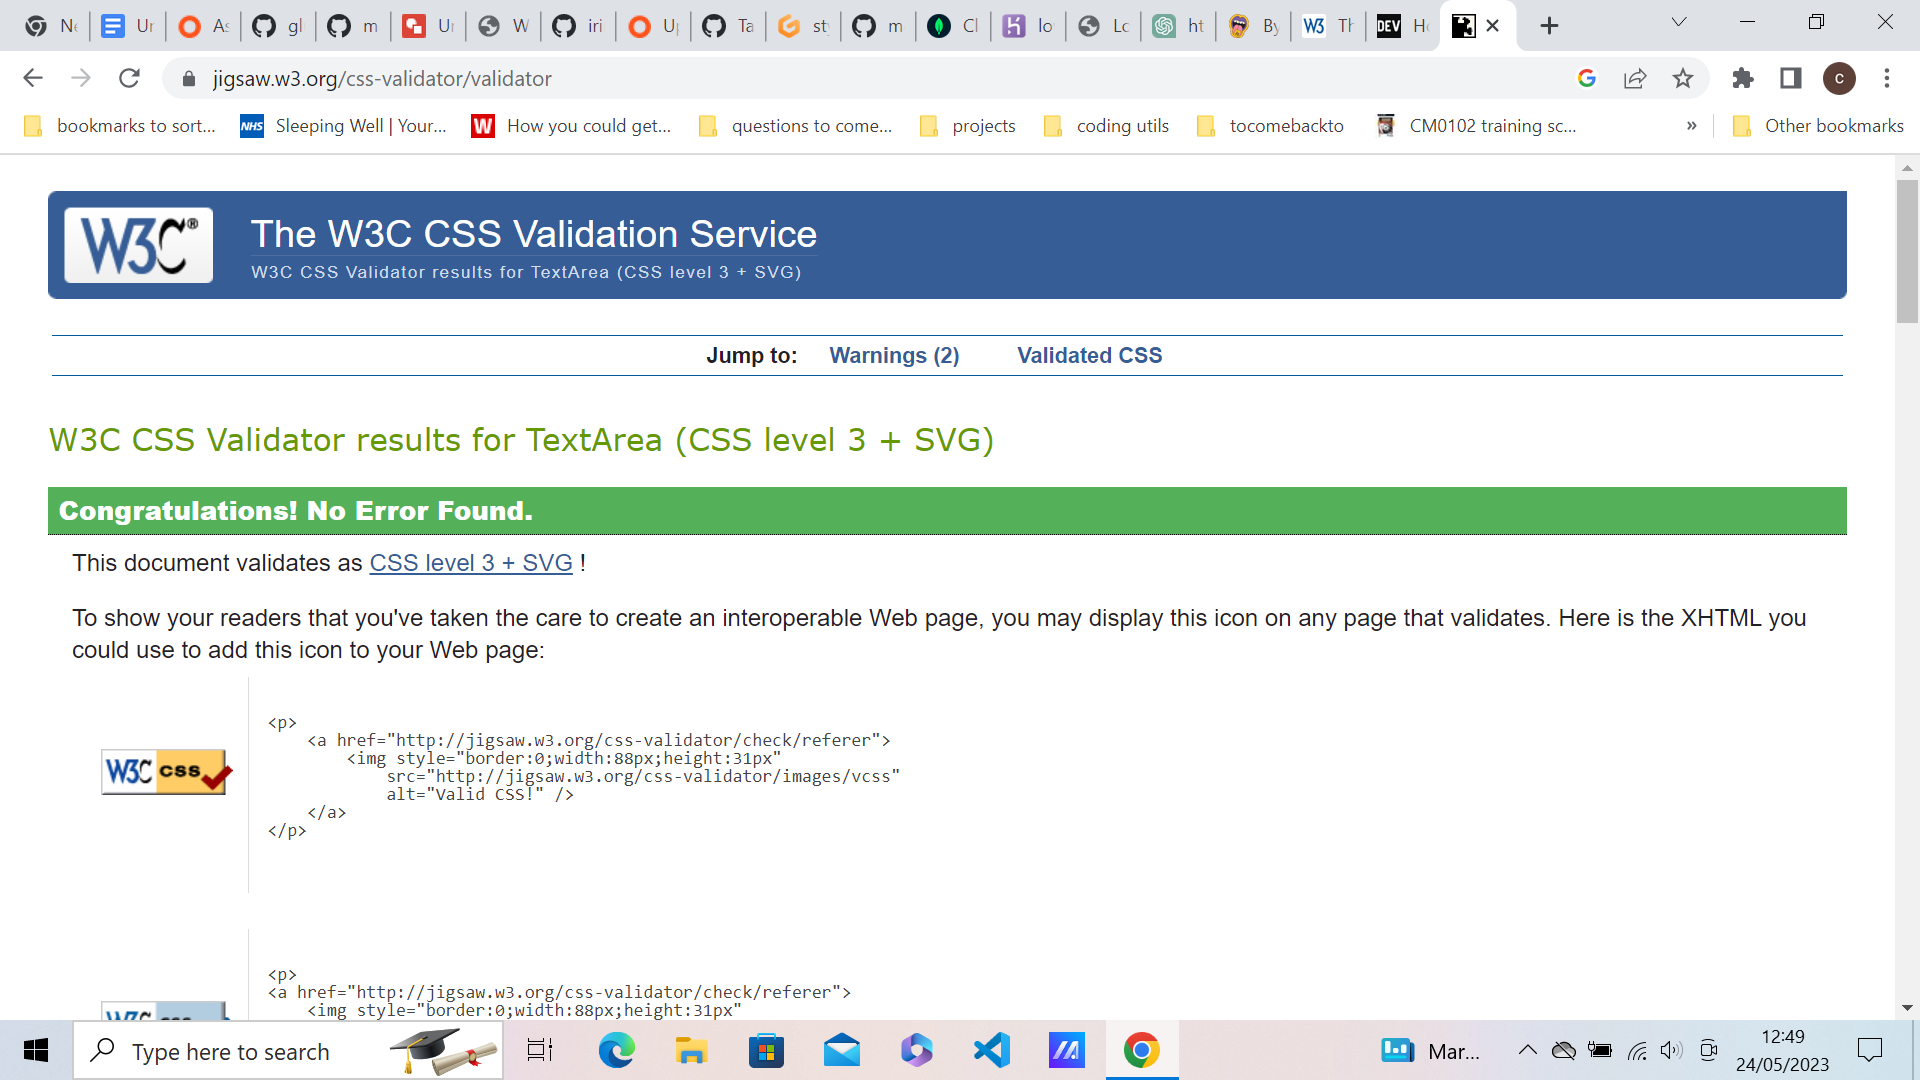 Ne
Un
As
gl
m
Un
W
iri
Up
Ta
sty
m
Cl
lo
Lo
ht
By
W3
Th
DEV
Ho
jigsaw.w3.org/css-validator/validator
c
bookmarks to sort...
NHS
Sleeping Well | Your...
W
How you could get...
questions to come...
projects
coding utils
tocomebackto
CM0102 training sc...
»
Other bookmarks
W3C®
The W3C CSS Validation Service
W3C CSS Validator results for TextArea (CSS level 3 + SVG)
Jump to: Warnings (2) Validated CSS
W3C CSS Validator results for TextArea (CSS level 3 + SVG)
Congratulations! No Error Found.
This document validates as CSS level 3 + SVG !
To show your readers that you've taken the care to create an interoperable Web page, you may display this icon on any page that validates. Here is the XHTML you
could use to add this icon to your Web page:
W3C css
<p>
<a href="http://jigsaw.w3.org/css-validator/check/referer">
<img style="border:0;width:88px;height:31px"
src="http://jigsaw.w3.org/css-validator/images/vcss"
alt="Valid CSS!" />
</a>
</p>
<p>
<a href="http://jigsaw.w3.org/css-validator/check/referer">
<img style="border:0;width:88px;height:31px"
Type here to search
Mar...
12:49
24/05/2023